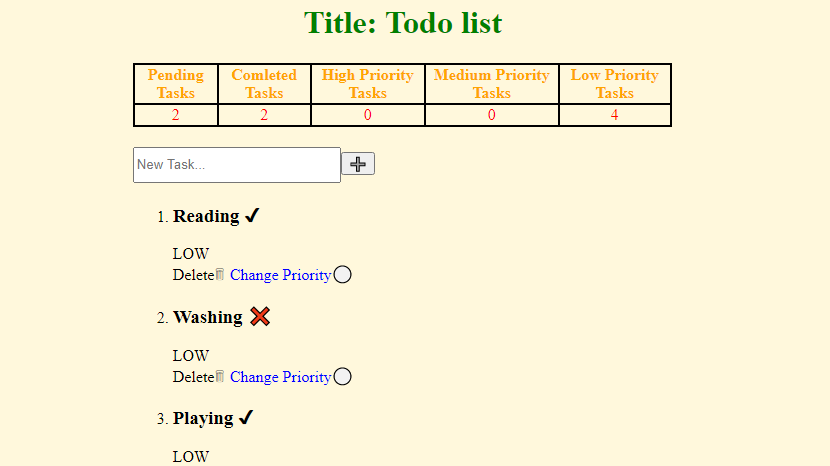 Title: Todo list
Pending Tasks Comleted Tasks High Priority Tasks Medium Priority Tasks Low Priority Tasks
2 2 0 0 4
New Task...
1. Reading ✔
LOW
Delete Change Priority
2. Washing ❌
LOW
Delete Change Priority
3. Playing ✔
LOW